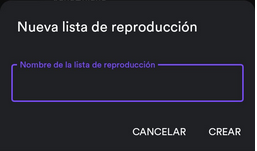 Nueva lista de reproducción
Nombre de la lista de reproducción
CANCELAR CREAR